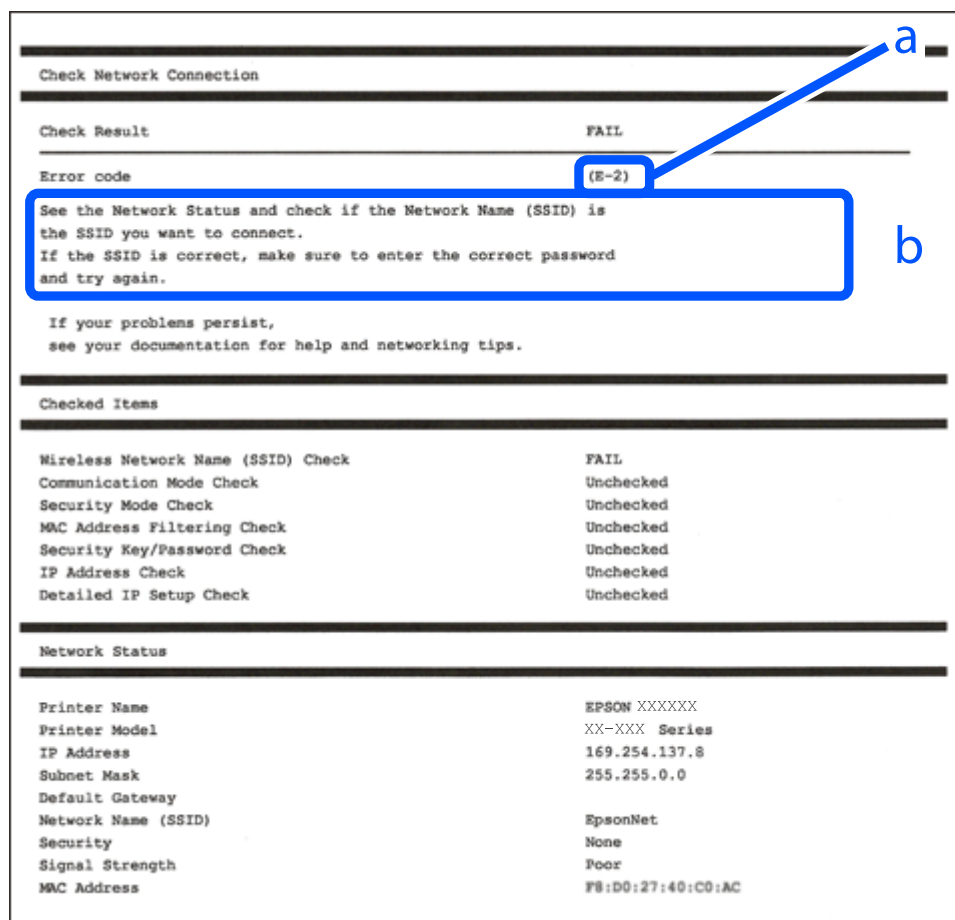 a
Check Network Connection
Check Result FAIL
Error code (E-2)
See the Network Status and check if the Network Name (SSID) is
the SSID you want to connect.
If the SSID is correct, make sure to enter the correct password
and try again.
b
If your problems persist,
see your documentation for help and networking tips.
Checked Items
Wireless Network Name (SSID) Check FAIL
Communication Mode Check Unchecked
Security Mode Check Unchecked
MAC Address Filtering Check Unchecked
Security Key/Password Check Unchecked
IP Address Check Unchecked
Detailed IP Setup Check Unchecked
Network Status
Printer Name EPSON XXXXXX
Printer Model XX-XXX Series
IP Address 169.254.137.8
Subnet Mask 255.255.0.0
Default Gateway
Network Name (SSID) EpsonNet
Security None
Signal Strength Poor
MAC Address F8:D0:27:40:C0:AC